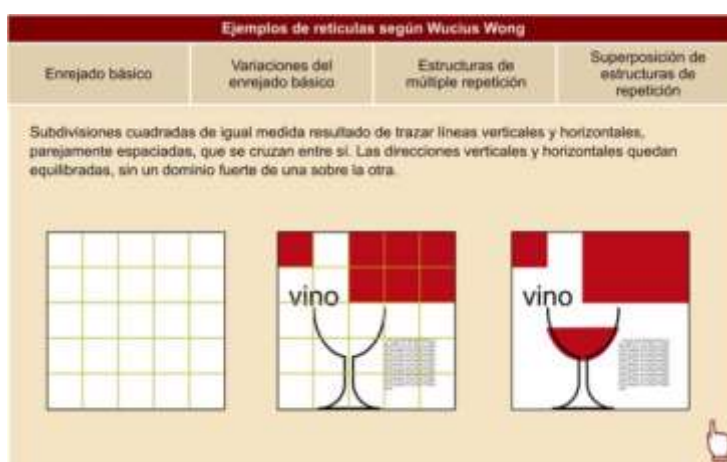 Ejemplos de retículas según Wucius Wong
Enrejado básico
Variaciones del
enrejado básico
Estructuras de
múltiple repetición
Superposición de
estructuras de
repetición
Subdivisiones cuadradas de igual medida resultado de trazar líneas verticales y horizontales,
parejamente espaciadas, que se cruzan entre sí. Las direcciones verticales y horizontales quedan
equilibradas, sin un dominio fuerte de una sobre la otra.
vino
vino